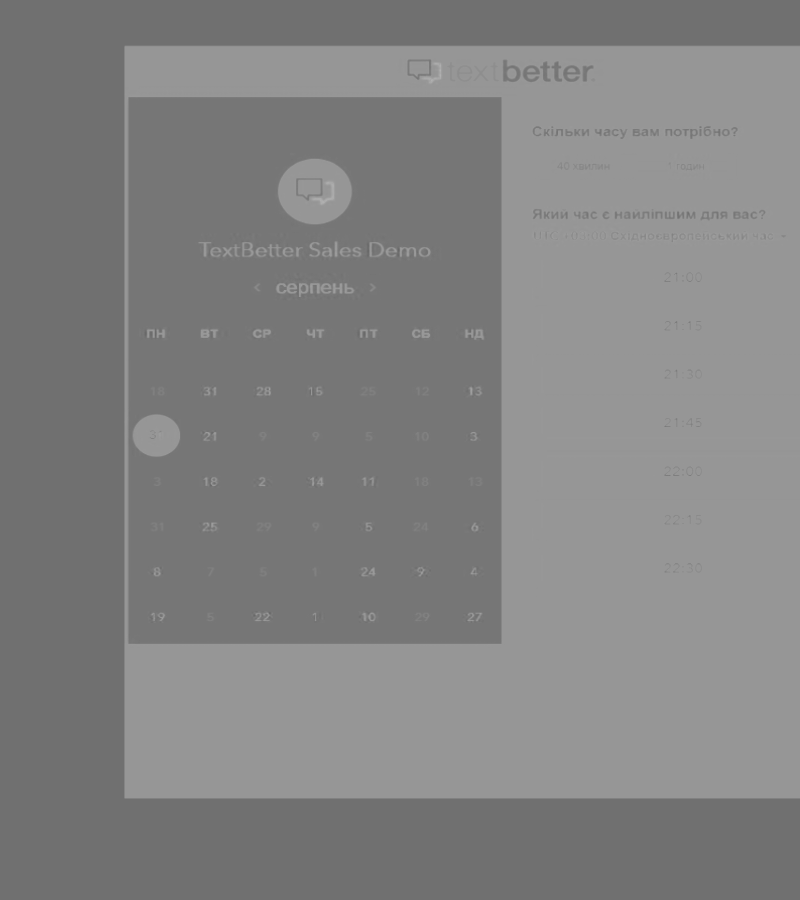 textbetter
TextBetter Sales Demo
‹ серпень ›
ПН ВТ СР ЧТ ПТ СБ НД
18 31 28 15 25 12 13
31 21 9 9 5 10 3
3 18 2 14 11 18 13
31 25 29 9 5 24 6
8 7 5 1 24 9 4
19 5 22 1 10 29 27
Скільки часу вам потрібно?
40 хвилин 1 годин
Який час є наиліпшим для вас?
Східноєвропейський час
21:00
21:15
21:30
21:45
22:00
22:15
22:30